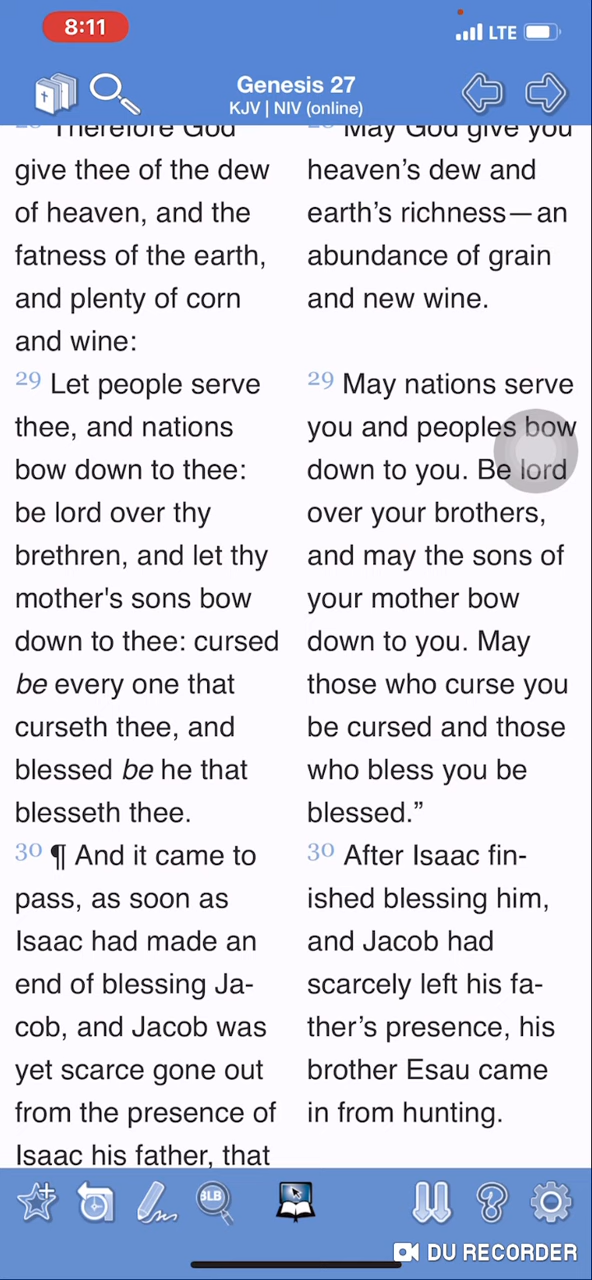 8:11
LTE
Genesis 27
KJV | NIV (online)
28 Therefore God
give thee of the dew
of heaven, and the
fatness of the earth,
and plenty of corn
and wine:
29 Let people serve
thee, and nations
bow down to thee:
be lord over thy
brethren, and let thy
mother's sons bow
down to thee: cursed
be every one that
curseth thee, and
blessed be he that
blesseth thee.
30 ¶ And it came to
pass, as soon as
Isaac had made an
end of blessing Ja-
cob, and Jacob was
yet scarce gone out
from the presence of
Isaac his father, that
28 May God give you
heaven’s dew and
earth’s richness—an
abundance of grain
and new wine.
29 May nations serve
you and peoples bow
down to you. Be lord
over your brothers,
and may the sons of
your mother bow
down to you. May
those who curse you
be cursed and those
who bless you be
blessed.”
30 After Isaac fin-
ished blessing him,
and Jacob had
scarcely left his fa-
ther’s presence, his
brother Esau came
in from hunting.
BLB
DU RECORDER